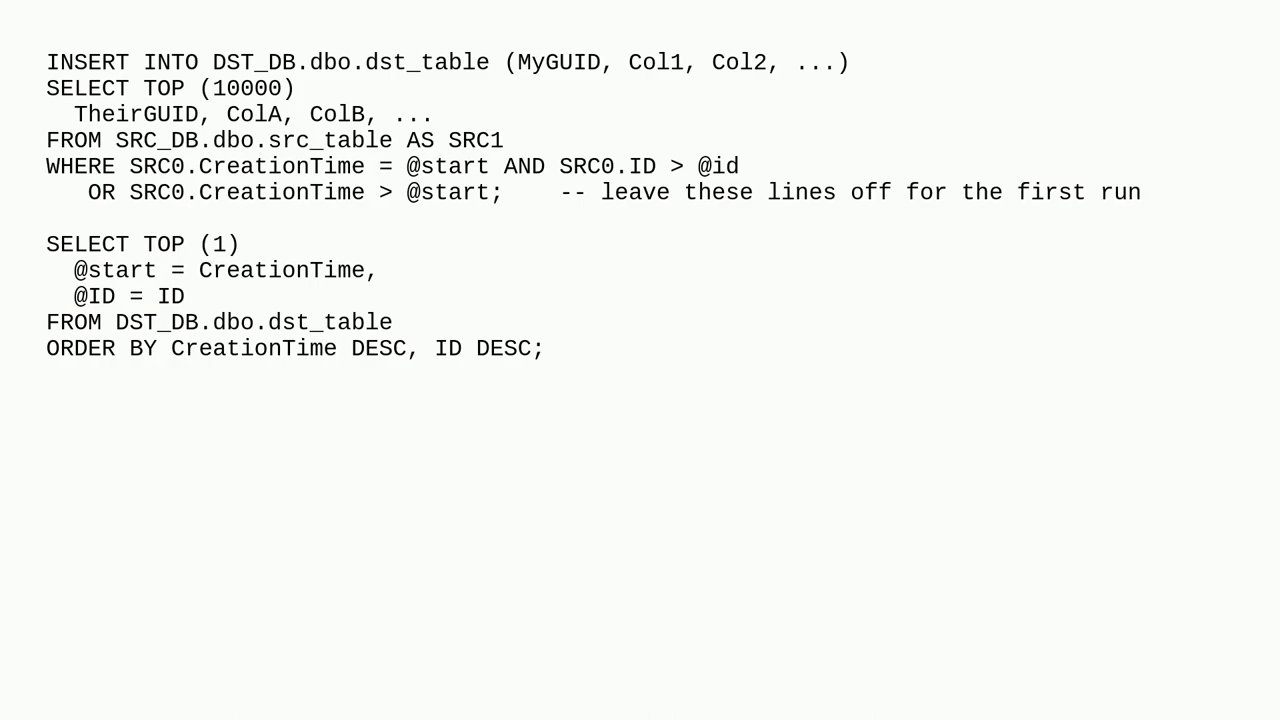 INSERT INTO DST_DB.dbo.dst_table (MyGUID, Col1, Col2, ...)
SELECT TOP (10000)
  TheirGUID, ColA, ColB, ...
FROM SRC_DB.dbo.src_table AS SRC1
WHERE SRC0.CreationTime = @start AND SRC0.ID > @id
   OR SRC0.CreationTime > @start;    -- leave these lines off for the first run

SELECT TOP (1)
  @start = CreationTime,
  @ID = ID
FROM DST_DB.dbo.dst_table
ORDER BY CreationTime DESC, ID DESC;